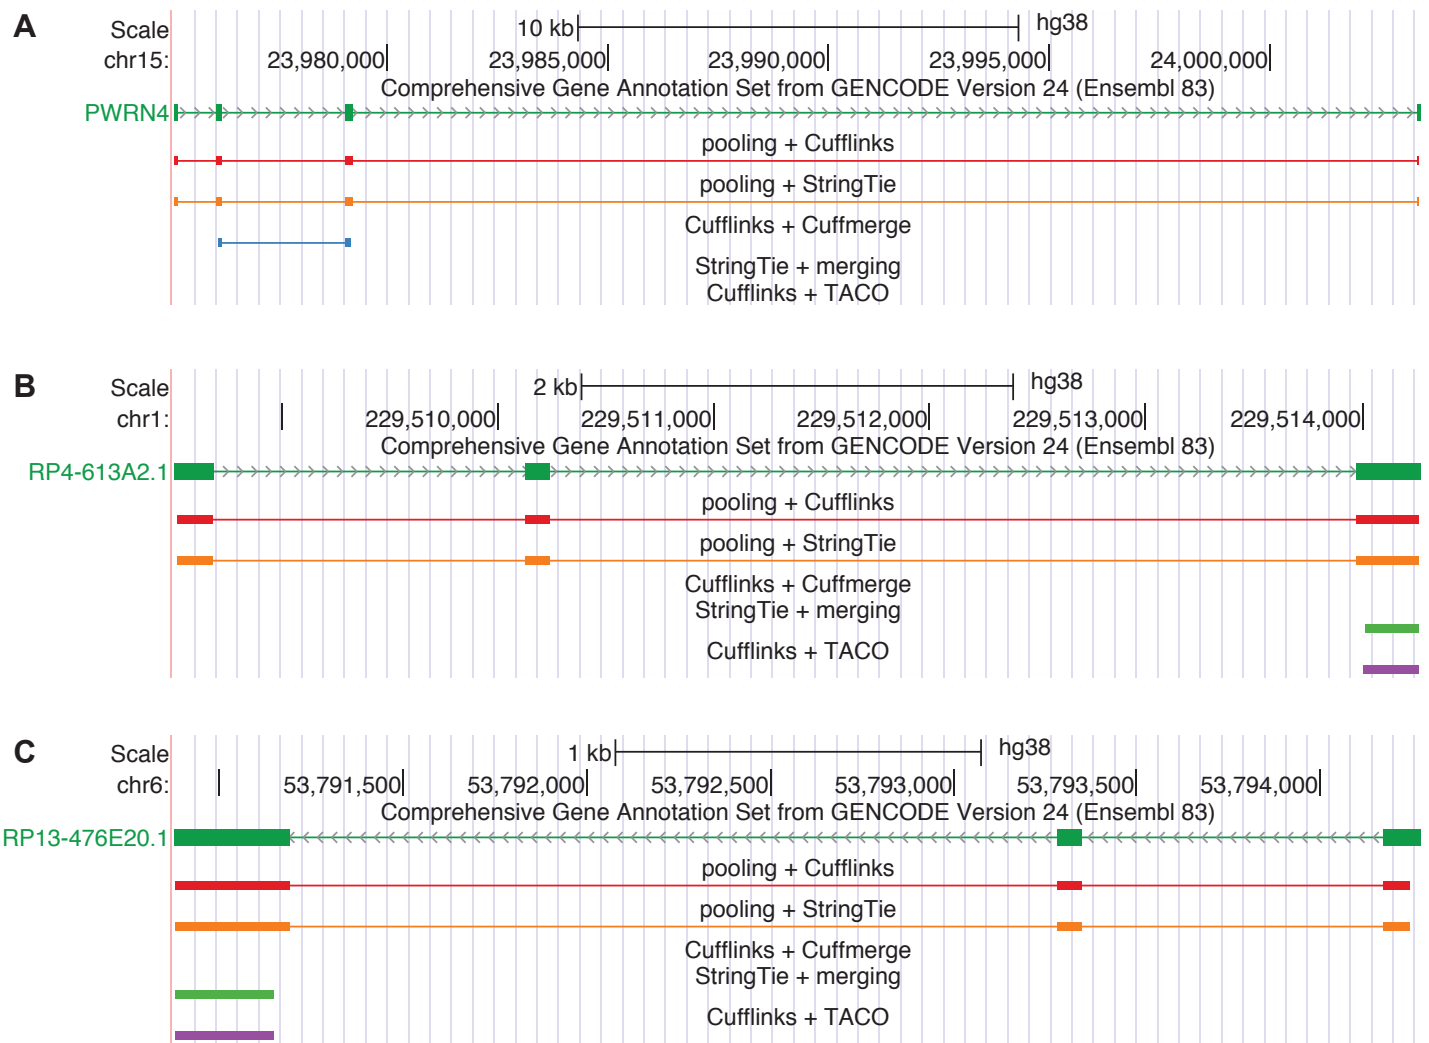 A
Scale 10 kb hg38
chr15: 23,980,000 23,985,000 23,990,000 23,995,000 24,000,000
Comprehensive Gene Annotation Set from GENCODE Version 24 (Ensembl 83)
PWRN4
pooling + Cufflinks
pooling + StringTie
Cufflinks + Cuffmerge
StringTie + merging
Cufflinks + TACO
B
Scale 2 kb hg38
chr1: 229,510,000 229,511,000 229,512,000 229,513,000 229,514,000
Comprehensive Gene Annotation Set from GENCODE Version 24 (Ensembl 83)
RP4-613A2.1
pooling + Cufflinks
pooling + StringTie
Cufflinks + Cuffmerge
StringTie + merging
Cufflinks + TACO
C
Scale 1 kb hg38
chr6: 53,791,500 53,792,000 53,792,500 53,793,000 53,793,500 53,794,000
Comprehensive Gene Annotation Set from GENCODE Version 24 (Ensembl 83)
RP13-476E20.1
pooling + Cufflinks
pooling + StringTie
Cufflinks + Cuffmerge
StringTie + merging
Cufflinks + TACO